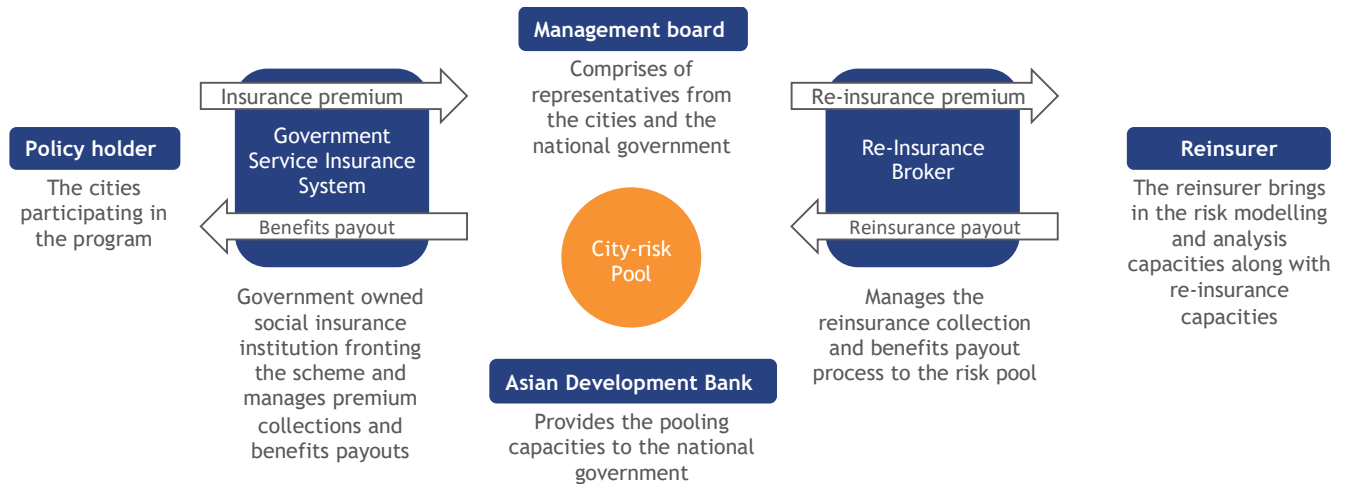 Management board
Comprises of
representatives from
the cities and the
national government
Insurance premium
Government
Service Insurance
System
Benefits payout
Policy holder
The cities
participating in
the program
Government owned
social insurance
institution fronting
the scheme and
manages premium
collections and
benefits payouts
City-risk
Pool
Asian Development Bank
Provides the pooling
capacities to the national
government
Re-insurance premium
Re-Insurance
Broker
Reinsurance payout
Manages the
reinsurance collection
and benefits payout
process to the risk pool
Reinsurer
The reinsurer brings
in the risk modelling
and analysis
capacities along with
re-insurance
capacities